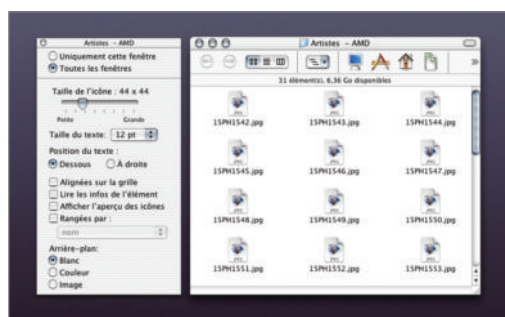 Artistes - AMD
Uniquement cette fenêtre
Toutes les fenêtres
Taille de l'icône : 44 x 44
Petite Grande
Taille du texte: 12 pt
Position du texte :
Dessous À droite
Alignées sur la grille
Lire les infos de l'élément
Afficher l'aperçu des icônes
Rangées par :
nom
Arrière-plan:
Blanc
Couleur
Image
Artistes - AMD
31 élément(s), 6,36 Go disponibles
15PH1542.jpg 15PH1543.jpg 15PH1544.jpg
15PH1545.jpg 15PH1546.jpg 15PH1547.jpg
15PH1548.jpg 15PH1549.jpg 15PH1550.jpg
15PH1551.jpg 15PH1552.jpg 15PH1553.jpg